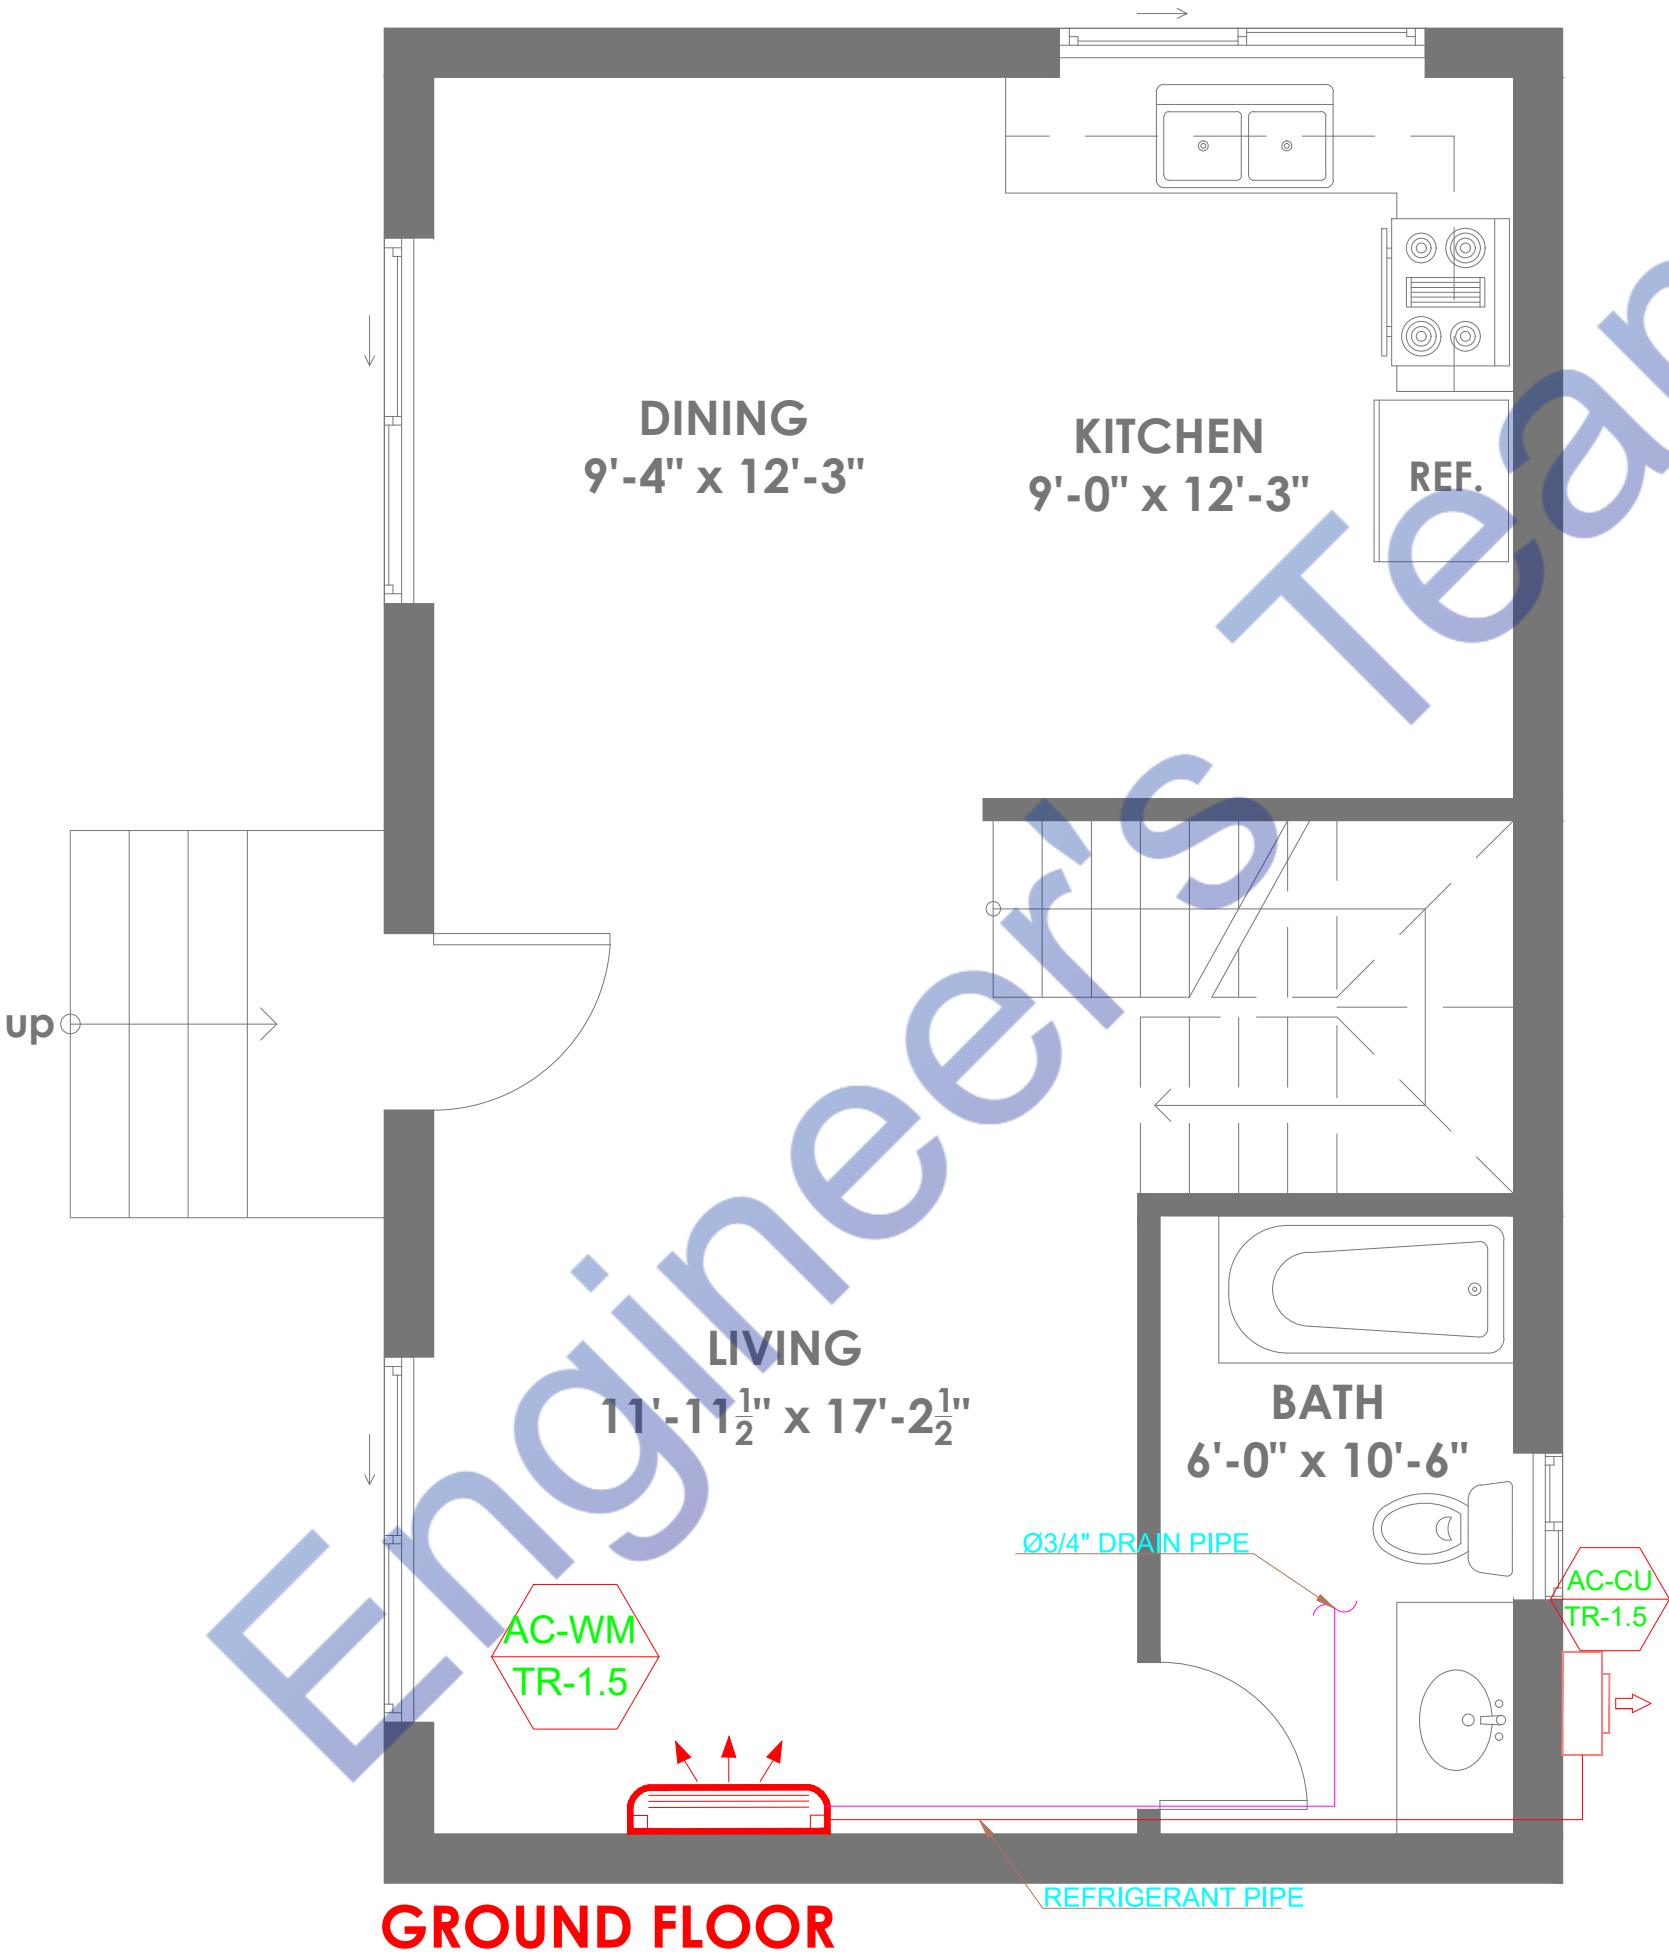 DINING
9'-4" x 12'-3"
KITCHEN
9'-0" x 12'-3"
REF.
up
LIVING
11'-11½" x 17'-2½"
BATH
6'-0" x 10'-6"
Ø3/4" DRAIN PIPE
AC-CU
TR-1.5
AC-WM
TR-1.5
REFRIGERANT PIPE
GROUND FLOOR
Engineer's Tea